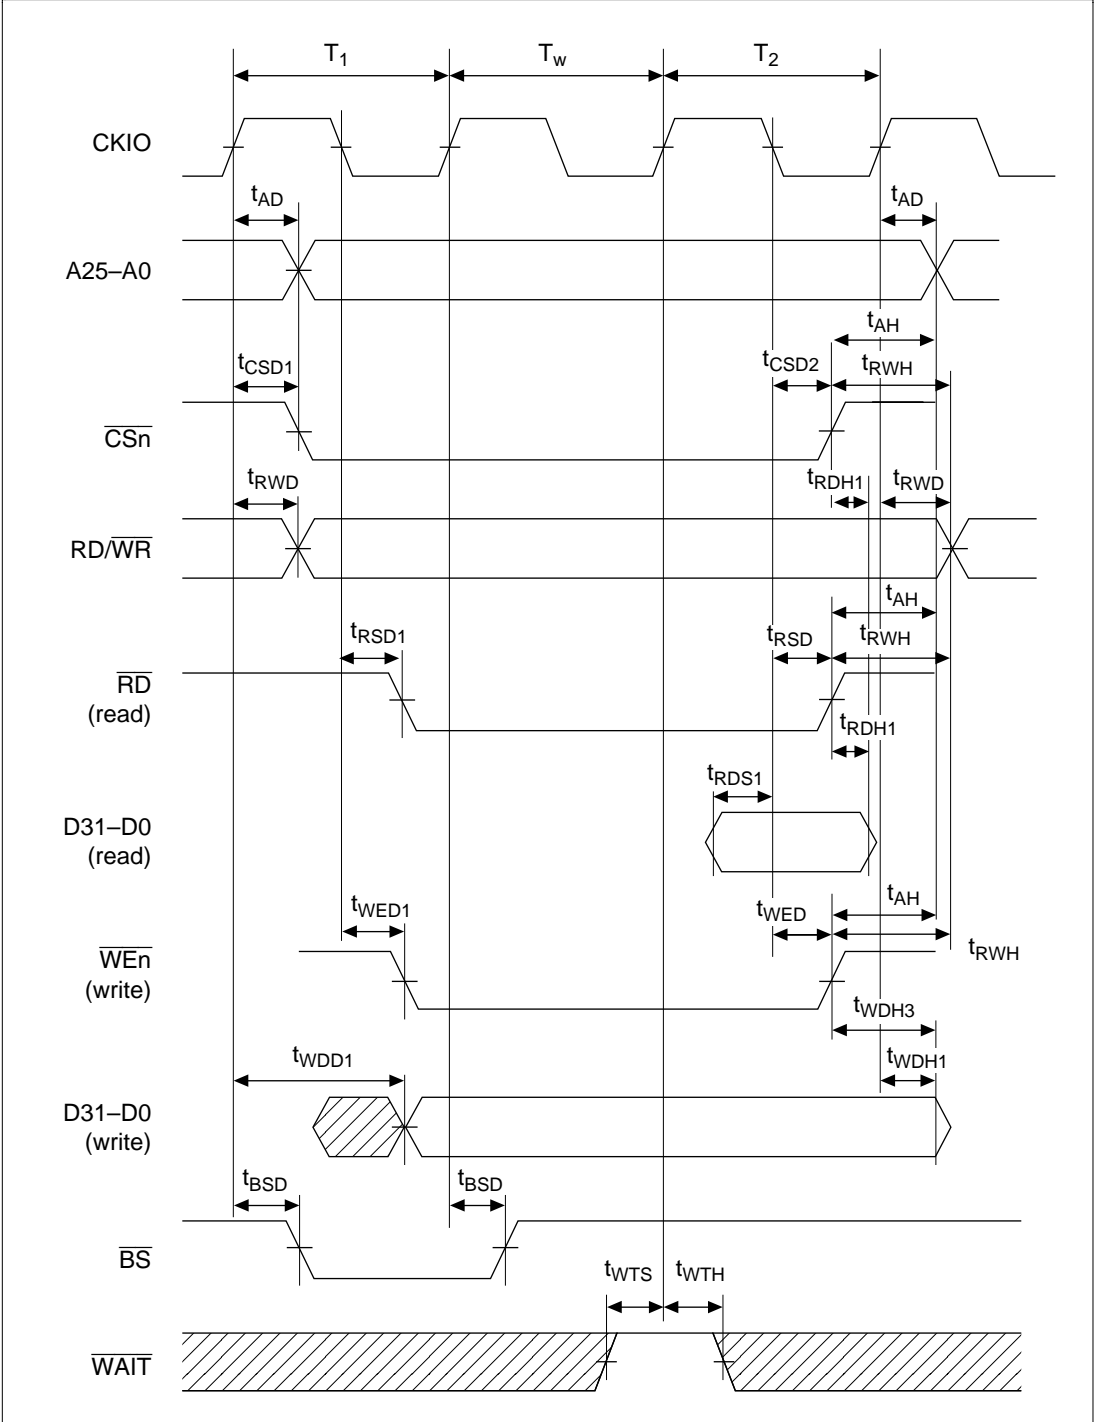 T1 Tw T2
CKIO
tAD tAD
A25–A0
tAH
tCSD1 tCSD2 tRWH
CSn
tRWD tRDH1 tRWD
RD/WR
tAH
tRSD1 tRSD tRWH
RD
(read)
tRDH1
tRDS1
D31–D0
(read)
tAH
tWED1 tWED
tRWH
WEn
(write)
tWDH3
tWDD1 tWDH1
D31–D0
(write)
tBSD tBSD
BS
tWTS tWTH
WAIT